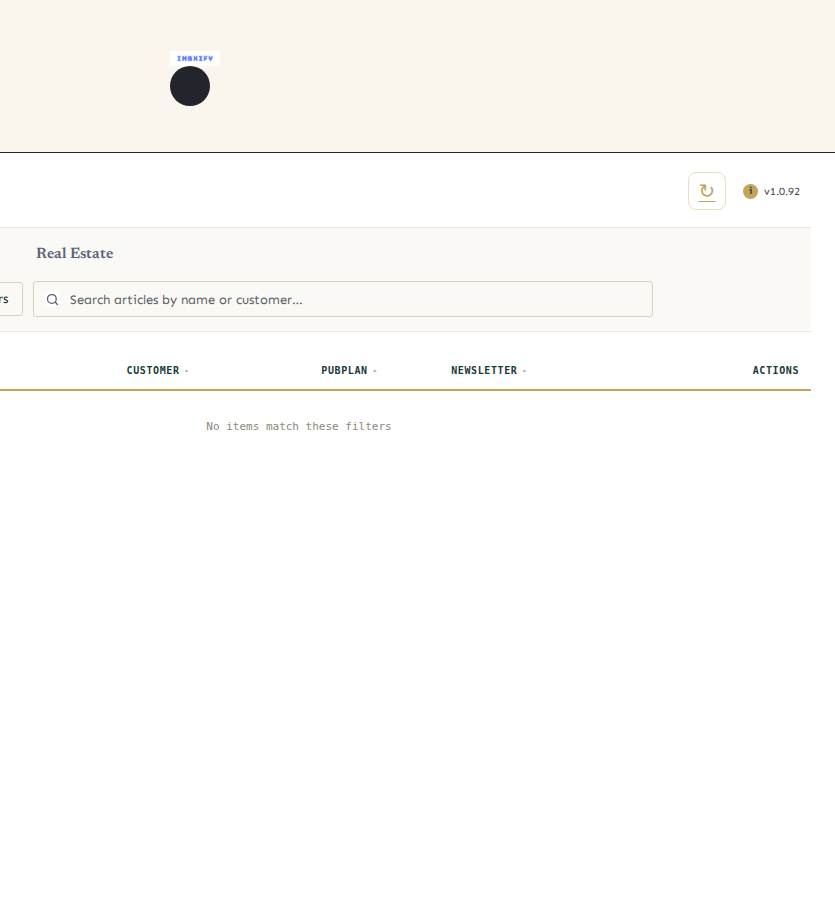 INBXIFY
↻
i v1.0.92
Real Estate
rs
Search articles by name or customer...
CUSTOMER - PUBPLAN - NEWSLETTER - ACTIONS
No items match these filters